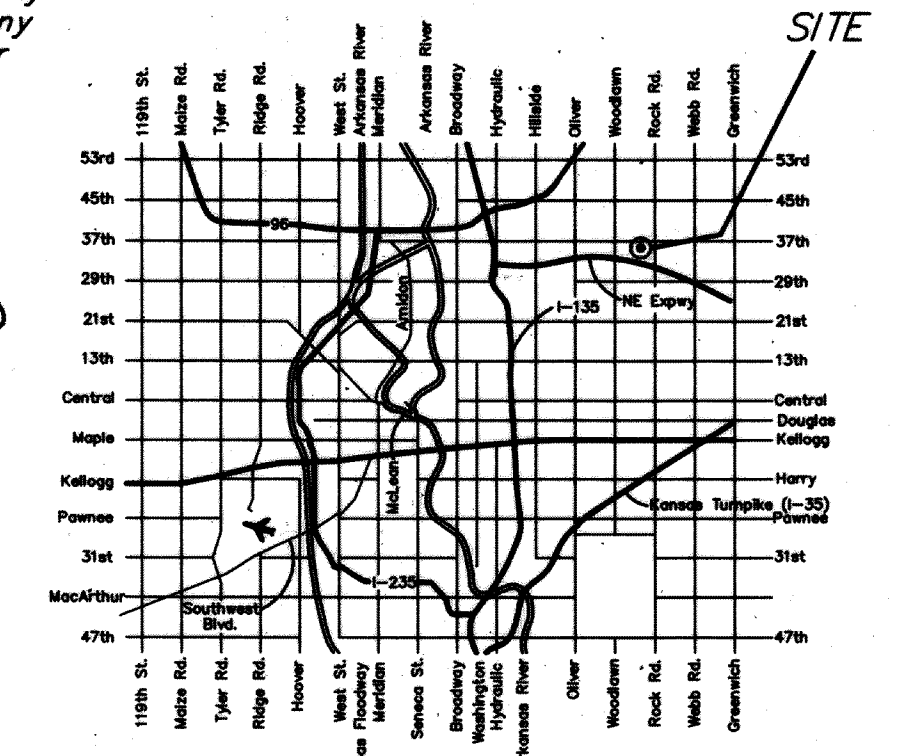 ny
SITE
119th St.
Maize Rd.
Tyler Rd.
Ridge Rd.
Hoover
West St.
Arkansas River
Meridian
Arkansas River
Broadway
Hydraulic
Hillside
Oliver
Woodlawn
Rock Rd.
Webb Rd.
Greenwich
53rd
53rd
45th
45th
96
37th
37th
29th
29th
Amidon
NE Expwy
I-135
21st
21st
13th
13th
Central
Central
Douglas
Maple
Kellogg
McLean
Kellogg
Harry
Kansas Turnpike (I-35)
Pawnee
Pawnee
31st
31st
I-235
MacArthur
Southwest
Blvd.
47th
47th
119th St.
Maize Rd.
Tyler Rd.
Ridge Rd.
Hoover
West St.
as Floodway
Meridian
Seneca St.
Broadway
Washington
Hydraulic
kansas River
Oliver
Woodlawn
Rock Rd.
Webb Rd.
Greenwich